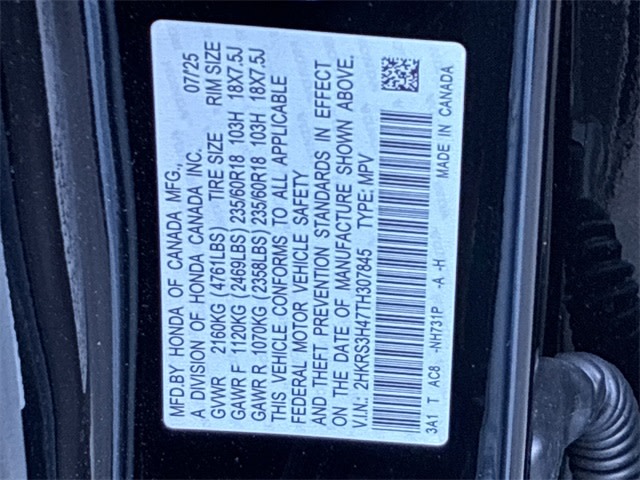 MFD.BY HONDA OF CANADA MFG.,
A DIVISION OF HONDA CANADA INC. 07/25
GVWR 2160KG (4761LBS) TIRE SIZE RIM SIZE
GAWR F 1120KG (2469LBS) 235/60R18 103H 18X7.5J
GAWR R 1070KG (2358LBS) 235/60R18 103H 18X7.5J
THIS VEHICLE CONFORMS TO ALL APPLICABLE
FEDERAL MOTOR VEHICLE SAFETY
AND THEFT PREVENTION STANDARDS IN EFFECT
ON THE DATE OF MANUFACTURE SHOWN ABOVE.
V.I.N.: 2HKRS3H47TH307845 TYPE: MPV
3A1 T AC8 -NH731P -A -H MADE IN CANADA